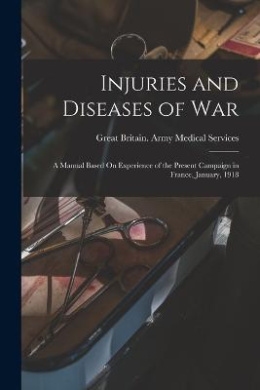 Injuries and
Diseases of War
Great Britain. Army Medical Services
A Manual Based On Experience of the Present Campaign in
France, January, 1918